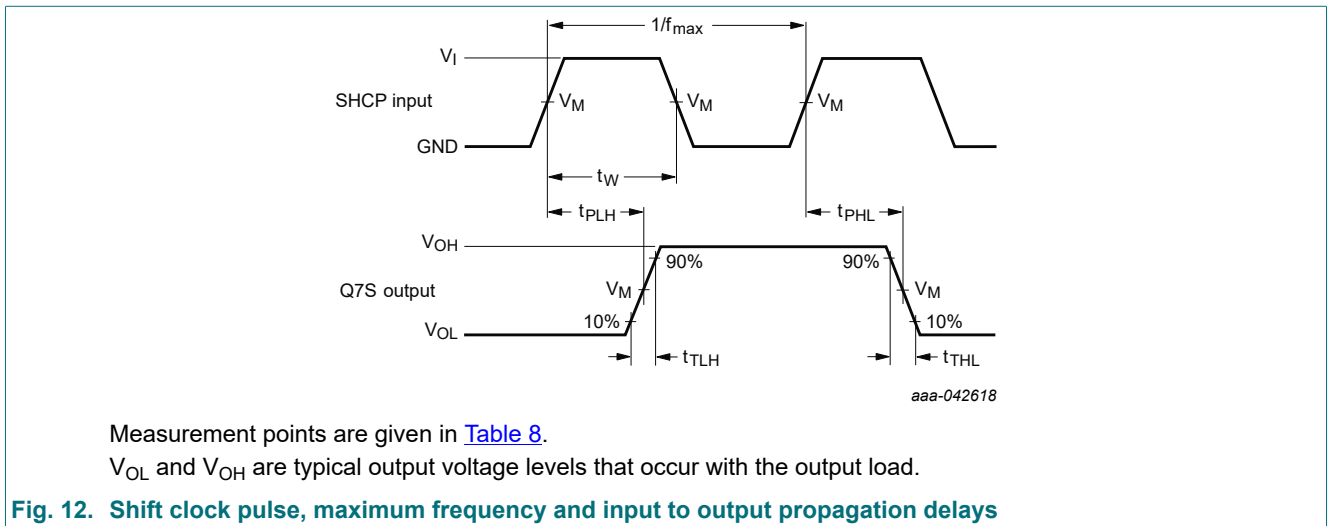 1/fmax
VI
SHCP input
VM
VM
VM
GND
tW
tPLH
tPHL
VOH
90%
90%
Q7S output
VM
VM
10%
10%
VOL
tTLH
tTHL
aaa-042618
Measurement points are given in Table 8.
VOL and VOH are typical output voltage levels that occur with the output load.
Fig. 12. Shift clock pulse, maximum frequency and input to output propagation delays